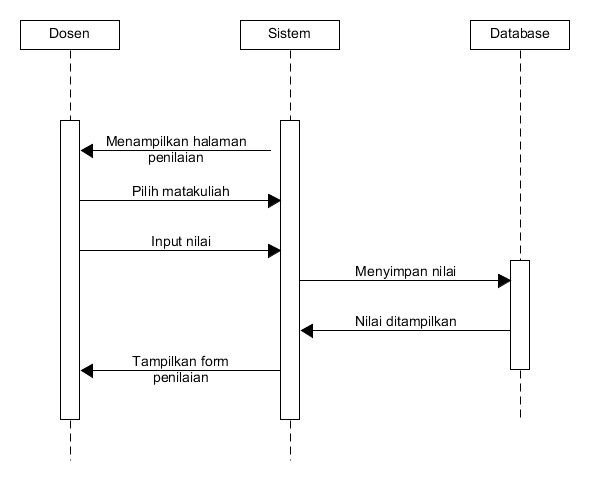 Dosen
Sistem
Database
Menampilkan halaman
penilaian
Pilih matakuliah
Input nilai
Menyimpan nilai
Nilai ditampilkan
Tampilkan form
penilaian